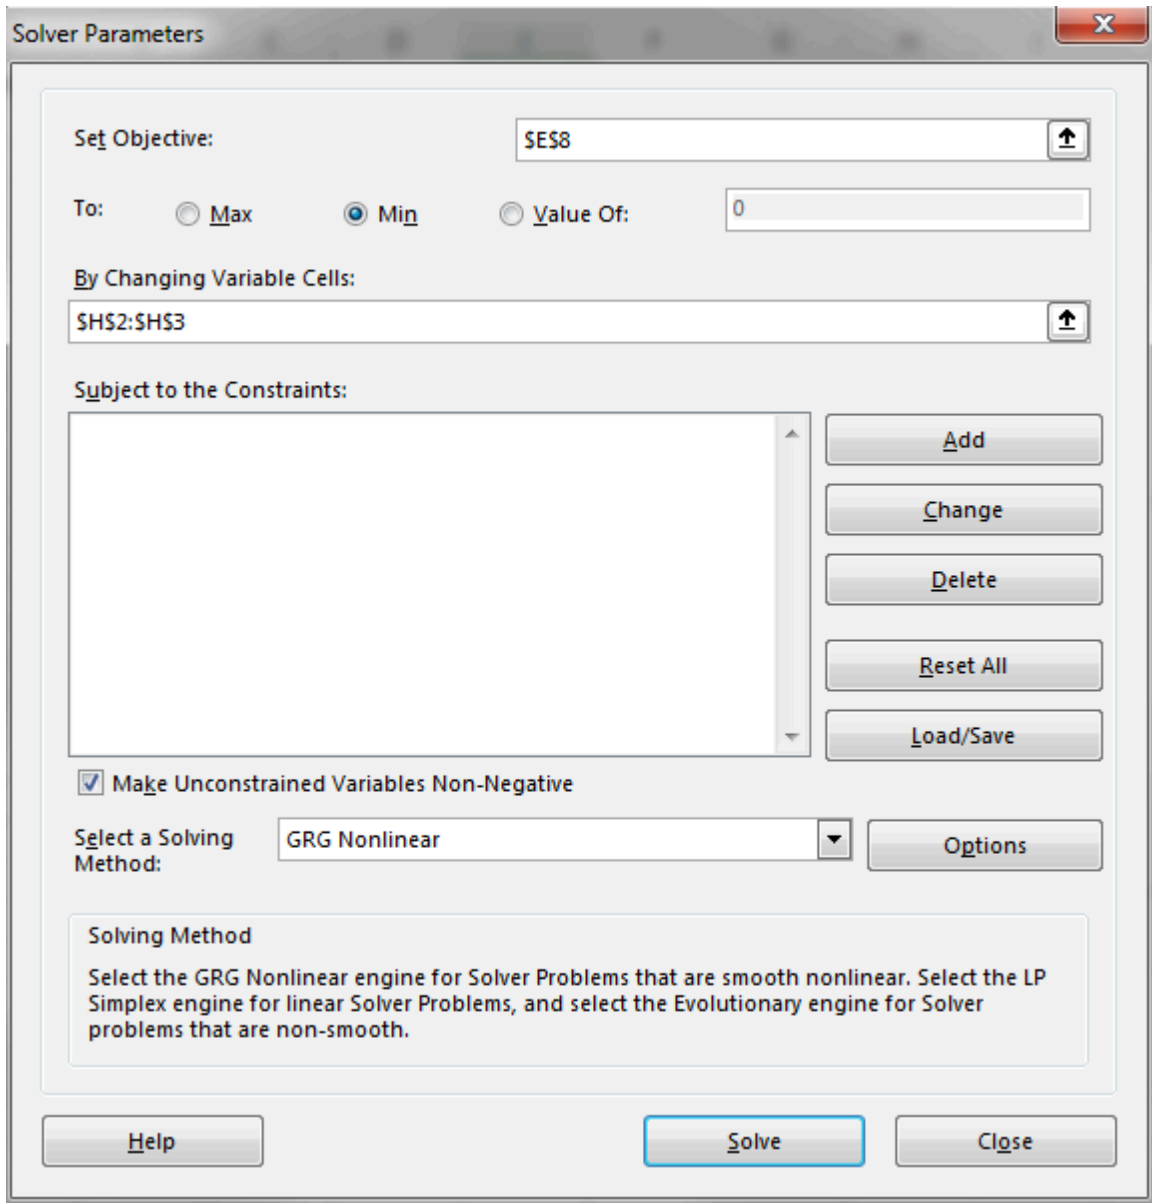 Solver Parameters
Set Objective:
$E$8
To:
Max
Min
Value Of:
0
By Changing Variable Cells:
$H$2:$H$3
Subject to the Constraints:
Add
Change
Delete
Reset All
Load/Save
Make Unconstrained Variables Non-Negative
Select a Solving
Method:
GRG Nonlinear
Options
Solving Method
Select the GRG Nonlinear engine for Solver Problems that are smooth nonlinear. Select the LP
Simplex engine for linear Solver Problems, and select the Evolutionary engine for Solver
problems that are non-smooth.
Help
Solve
Close